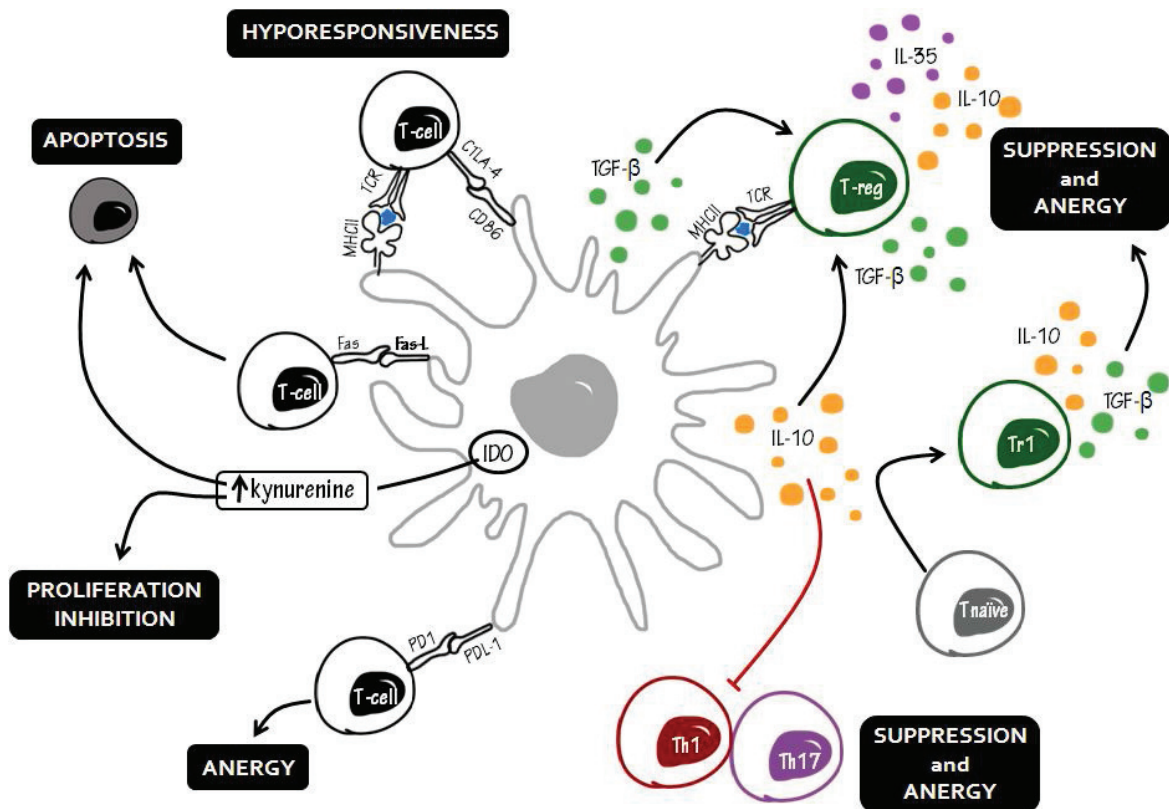 HYPORESPONSIVENESS
T-cell
CTLA-4
CD86
TCR
MHCII
APOPTOSIS
T-cell
Fas
Fas-L
IDO
↑kynurenine
PROLIFERATION
INHIBITION
T-cell
PD1
PDL-1
ANERGY
TGF-β
MHCII
TCR
T-reg
IL-35
IL-10
TGF-β
SUPPRESSION
and
ANERGY
IL-10
IL-10
TGF-β
Tr1
T naïve
Th1
Th17
SUPPRESSION
and
ANERGY